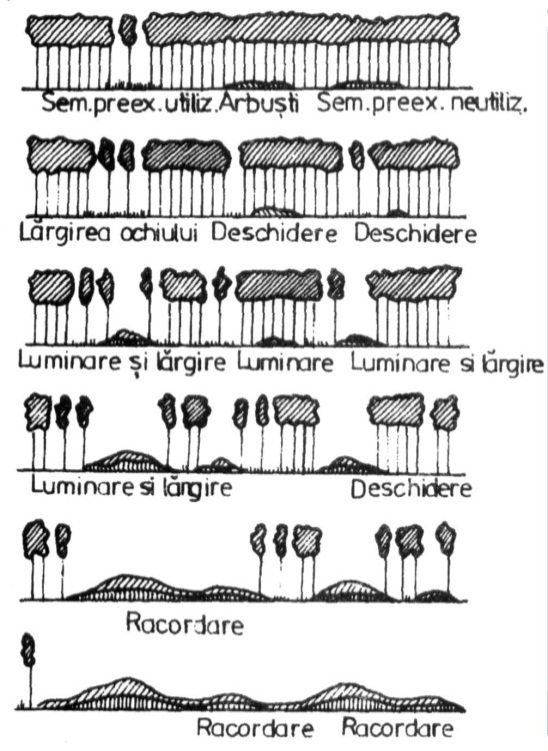 Sem.preex.utiliz.Arbuști Sem.preex. neutiliz.
Lărgirea ochiului Deschidere Deschidere
Luminare și lărgire Luminare Luminare si lărgire
Luminare si lărgire Deschidere
Racordare
Racordare Racordare